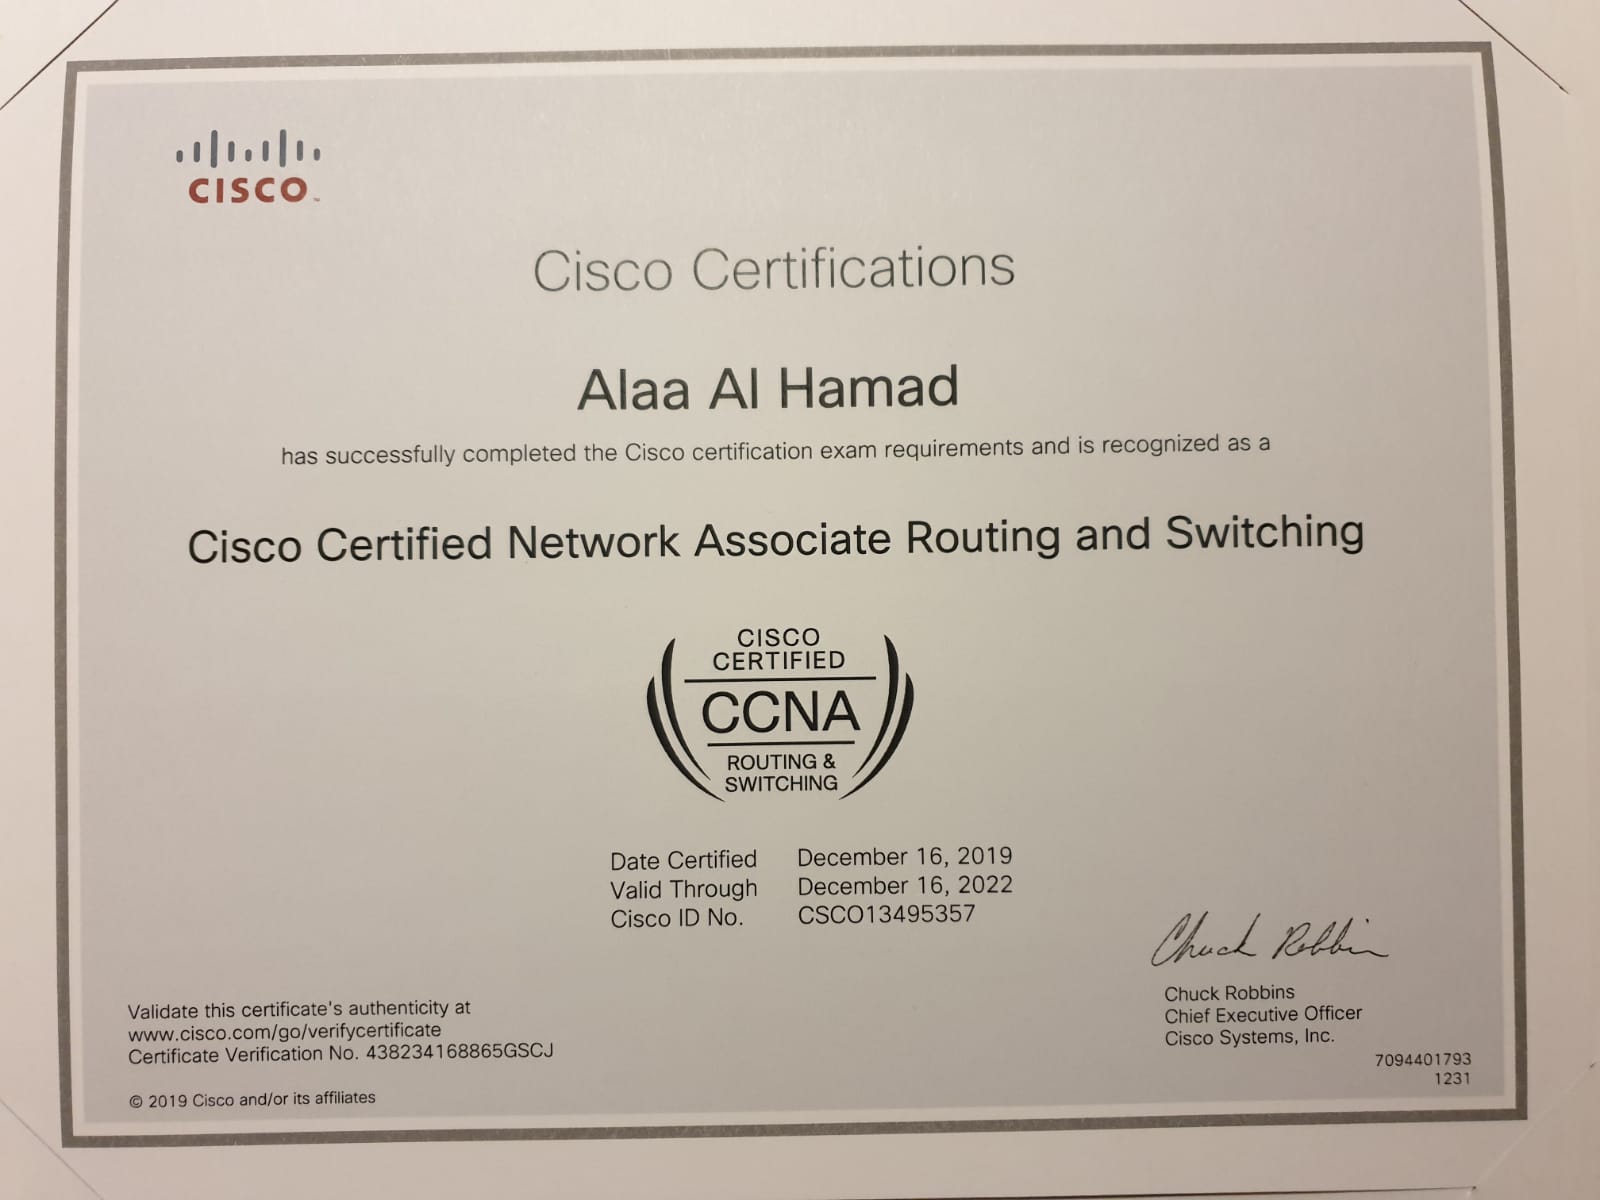 CISCO™
Cisco Certifications
Alaa Al Hamad
has successfully completed the Cisco certification exam requirements and is recognized as a
Cisco Certified Network Associate Routing and Switching
CISCO
CERTIFIED
CCNA
ROUTING &
SWITCHING
Date Certified December 16, 2019
Valid Through December 16, 2022
Cisco ID No. CSCO13495357
Chuck Robbins
Chuck Robbins
Chief Executive Officer
Cisco Systems, Inc.
Validate this certificate's authenticity at
www.cisco.com/go/verifycertificate
Certificate Verification No. 438234168865GSCJ
7094401793
1231
© 2019 Cisco and/or its affiliates